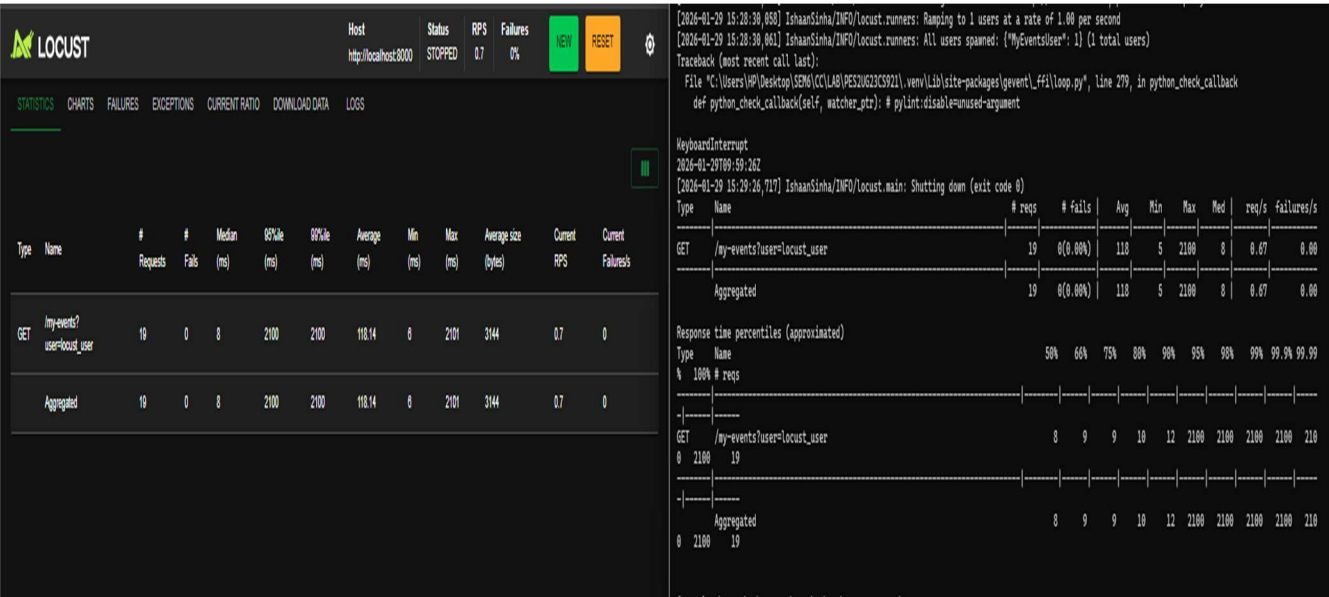 LOCUST
Host
http://localhost:8000
Status
STOPPED
RPS
0.7
Failures
0%
NEW
RESET
STATISTICS CHARTS FAILURES EXCEPTIONS CURRENT RATIO DOWNLOAD DATA LOGS
Type Name # Requests # Fails Median (ms) 95%ile (ms) 99%ile (ms) Average (ms) Min (ms) Max (ms) Average size (bytes) Current RPS Current Failures/s
GET /my-events?user=locust_user 19 0 8 2100 2100 118.14 6 2101 3144 0.7 0
Aggregated 19 0 8 2100 2100 118.14 6 2101 3144 0.7 0
[2026-01-29 15:28:30,058] IshaanSinha/INFO/locust.runners: Ramping to 1 users at a rate of 1.00 per second
[2026-01-29 15:28:30,061] IshaanSinha/INFO/locust.runners: All users spawned: {"MyEventsUser": 1} (1 total users)
Traceback (most recent call last):
File "C:\Users\HP\Desktop\SEM6\CC\LAB\PES2UG23CS921\.venv\Lib\site-packages\gevent\_ffi\loop.py", line 279, in python_check_callback
def python_check_callback(self, watcher_ptr): # pylint:disable=unused-argument
KeyboardInterrupt
2026-01-29T09:59:26Z
[2026-01-29 15:29:26,717] IshaanSinha/INFO/locust.main: Shutting down (exit code 0)
Type Name # reqs # fails | Avg Min Max Med | req/s failures/s
--------|----------|-------|-------------|-------|-------|-------|-------|--------|-----------
GET /my-events?user=locust_user 19 0(0.00%) | 118 5 2100 8 | 0.67 0.00
--------|----------|-------|-------------|-------|-------|-------|-------|--------|-----------
Aggregated 19 0(0.00%) | 118 5 2100 8 | 0.67 0.00
Response time percentiles (approximated)
Type Name 50% 66% 75% 80% 90% 95% 98% 99% 99.9% 99.99
% 100% # reqs
--------|----------|--------|------|------|------|------|------|------|------|------|-----
-|------|------
GET /my-events?user=locust_user 8 9 9 10 12 2100 2100 2100 2100 210
0 2100 19
--------|----------|--------|------|------|------|------|------|------|------|------|-----
-|------|------
Aggregated 8 9 9 10 12 2100 2100 2100 2100 210
0 2100 19